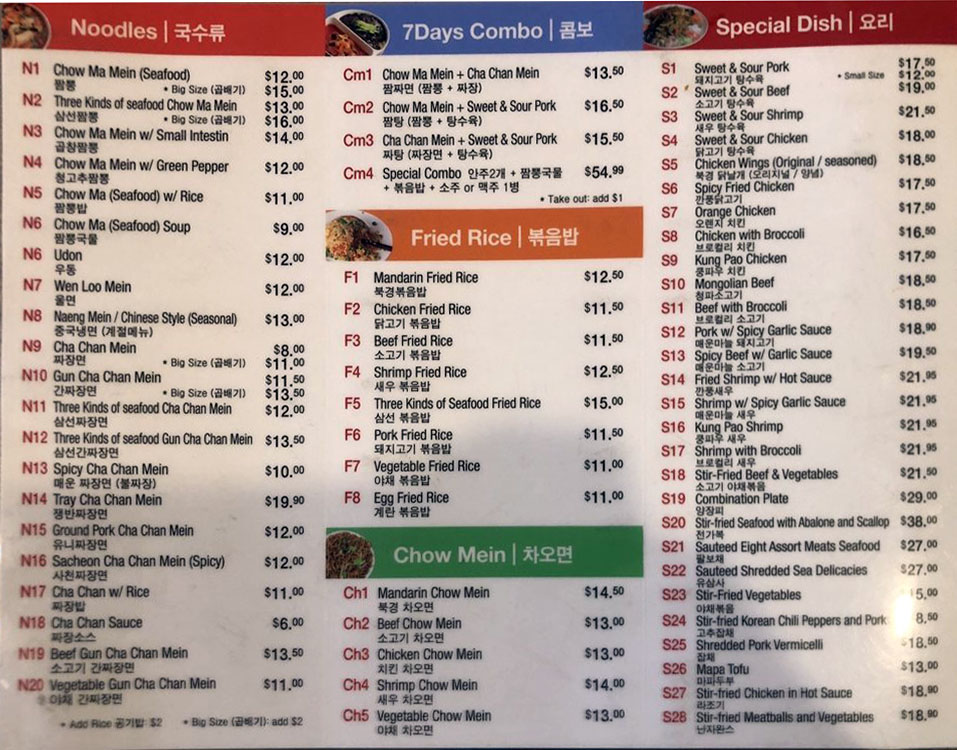 Noodles | 국수류
N1 Chow Ma Mein (Seafood) $12.00
짬뽕 * Big Size (곱배기) $15.00
N2 Three Kinds of seafood Chow Ma Mein $13.00
삼선짬뽕 * Big Size (곱배기) $16.00
N3 Chow Ma Mein w/ Small Intestin $14.00
곱창짬뽕
N4 Chow Ma Mein w/ Green Pepper $12.00
청고추짬뽕
N5 Chow Ma (Seafood) w/ Rice $11.00
짬뽕밥
N6 Chow Ma (Seafood) Soup $9.00
짬뽕국물
N6 Udon $12.00
우동
N7 Wen Loo Mein $12.00
울면
N8 Naeng Mein / Chinese Style (Seasonal) $13.00
중국냉면 (계절메뉴)
N9 Cha Chan Mein $8.00
짜장면 * Big Size (곱배기) $11.00
N10 Gun Cha Chan Mein $11.50
간짜장면 * Big Size (곱배기) $13.50
N11 Three Kinds of seafood Cha Chan Mein $12.00
삼선짜장면
N12 Three Kinds of seafood Gun Cha Chan Mein $13.50
삼선간짜장면
N13 Spicy Cha Chan Mein $10.00
매운 짜장면 (불짜장)
N14 Tray Cha Chan Mein $19.90
쟁반짜장면
N15 Ground Pork Cha Chan Mein $12.00
유니짜장면
N16 Sacheon Cha Chan Mein (Spicy) $12.00
사천짜장면
N17 Cha Chan w/ Rice $11.00
짜장밥
N18 Cha Chan Sauce $6.00
짜장소스
N19 Beef Gun Cha Chan Mein $13.50
소고기 간짜장면
N20 Vegetable Gun Cha Chan Mein $11.00
야채 간짜장면
* Add Rice 공기밥: $2 * Big Size (곱배기): add $2
7Days Combo | 콤보
Cm1 Chow Ma Mein + Cha Chan Mein $13.50
짬짜면 (짬뽕 + 짜장)
Cm2 Chow Ma Mein + Sweet & Sour Pork $16.50
짬탕 (짬뽕 + 탕수육)
Cm3 Cha Chan Mein + Sweet & Sour Pork $15.50
짜탕 (짜장면 + 탕수육)
Cm4 Special Combo 안주2개 + 짬뽕국물 $54.99
+ 볶음밥 + 소주 or 맥주 1병
* Take out: add $1
Fried Rice | 볶음밥
F1 Mandarin Fried Rice $12.50
북경볶음밥
F2 Chicken Fried Rice $11.50
닭고기 볶음밥
F3 Beef Fried Rice $11.50
소고기 볶음밥
F4 Shrimp Fried Rice $12.50
새우 볶음밥
F5 Three Kinds of Seafood Fried Rice $15.00
삼선 볶음밥
F6 Pork Fried Rice $11.50
돼지고기 볶음밥
F7 Vegetable Fried Rice $11.00
야채 볶음밥
F8 Egg Fried Rice $11.00
계란 볶음밥
Chow Mein | 차오면
Ch1 Mandarin Chow Mein $14.50
북경 차오면
Ch2 Beef Chow Mein $13.00
소고기 차오면
Ch3 Chicken Chow Mein $13.00
치킨 차오면
Ch4 Shrimp Chow Mein $14.00
새우 차오면
Ch5 Vegetable Chow Mein $13.00
야채 차오면
Special Dish | 요리
S1 Sweet & Sour Pork $17.50
돼지고기 탕수육 * Small Size $12.00
S2 Sweet & Sour Beef $19.00
소고기 탕수육
S3 Sweet & Sour Shrimp $21.50
새우 탕수육
S4 Sweet & Sour Chicken $18.00
닭고기 탕수육
S5 Chicken Wings (Original / seasoned) $18.50
북경 닭날개 (오리지널 / 양념)
S6 Spicy Fried Chicken $17.50
깐풍닭고기
S7 Orange Chicken $17.50
오렌지 치킨
S8 Chicken with Broccoli $16.50
브로컬리 치킨
S9 Kung Pao Chicken $17.50
쿵파우 치킨
S10 Mongolian Beef $18.50
청파소고기
S11 Beef with Broccoli $18.50
브로컬리 소고기
S12 Pork w/ Spicy Garlic Sauce $18.90
매운마늘 돼지고기
S13 Spicy Beef w/ Garlic Sauce $19.50
매운마늘 소고기
S14 Fried Shrimp w/ Hot Sauce $21.95
깐풍새우
S15 Shrimp w/ Spicy Garlic Sauce $21.95
매운마늘 새우
S16 Kung Pao Shrimp $21.95
쿵파우 새우
S17 Shrimp with Broccoli $21.95
브로컬리 새우
S18 Stir-Fried Beef & Vegetables $21.50
소고기 야채볶음
S19 Combination Plate $29.00
양장피
S20 Stir-fried Seafood with Abalone and Scallop $38.00
전가복
S21 Sauteed Eight Assort Meats Seafood $27.00
팔보채
S22 Sauteed Shredded Sea Delicacies $27.00
유삼사
S23 Stir-Fried Vegetables 5.00
야채볶음
S24 Stir-fried Korean Chili Peppers and Pork 8.50
고추잡채
S25 Shredded Pork Vermicelli $18.50
잡채
S26 Mapa Tofu $13.00
마파두부
S27 Stir-fried Chicken in Hot Sauce $18.90
라조기
S28 Stir-fried Meatballs and Vegetables $18.90
난자완스